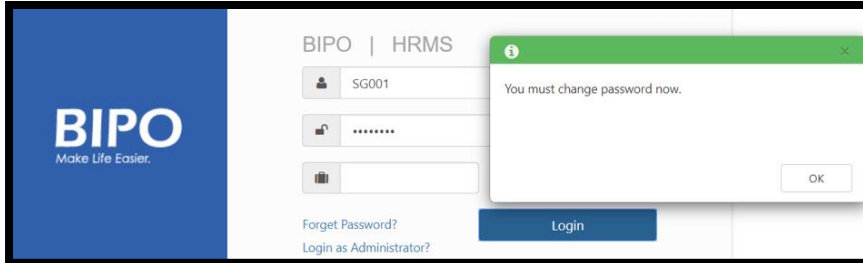 BIPO
Make Life Easier.
BIPO | HRMS
SG001
••••••••
Forget Password?
Login as Administrator?
Login
You must change password now.
OK